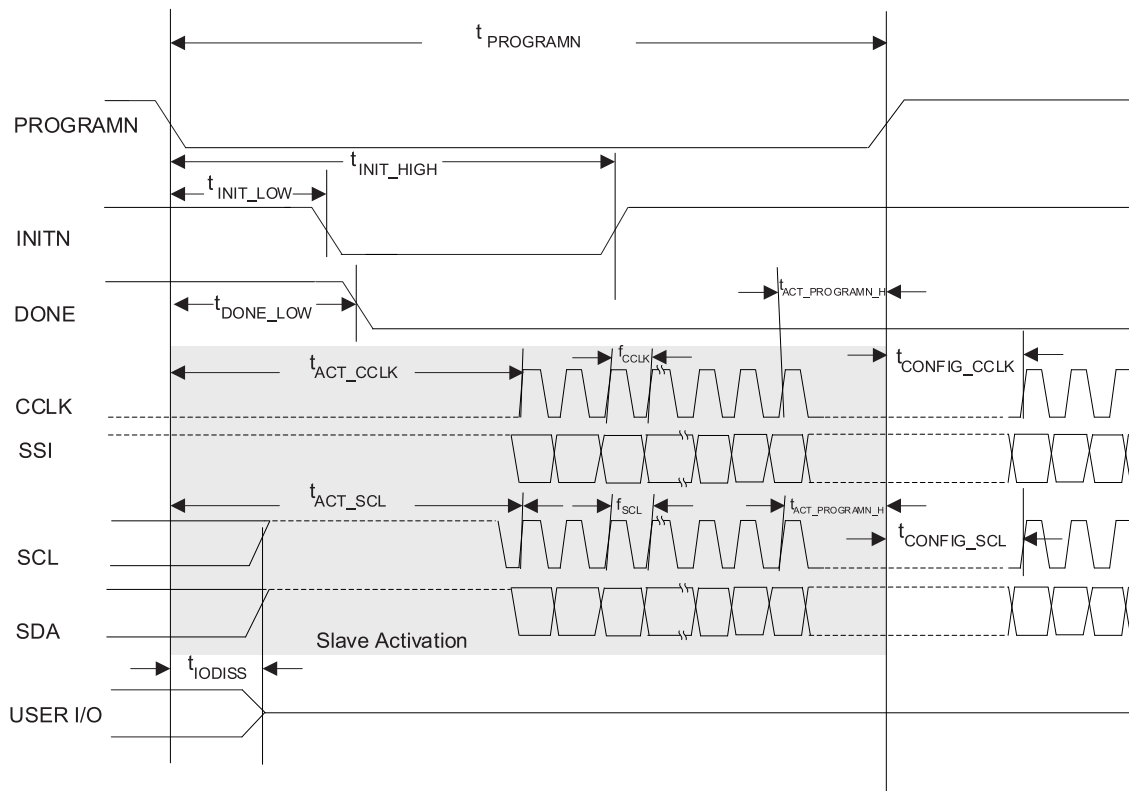 t PROGRAMN
PROGRAMN
t INIT_HIGH
t INIT_LOW
INITN
t ACT_PROGRAMN_H
t DONE_LOW
DONE
t ACT_CCLK
f CCLK
t CONFIG_CCLK
CCLK
SSI
t ACT_SCL
f SCL
t ACT_PROGRAMN_H
t CONFIG_SCL
SCL
SDA
Slave Activation
t IODISS
USER I/O